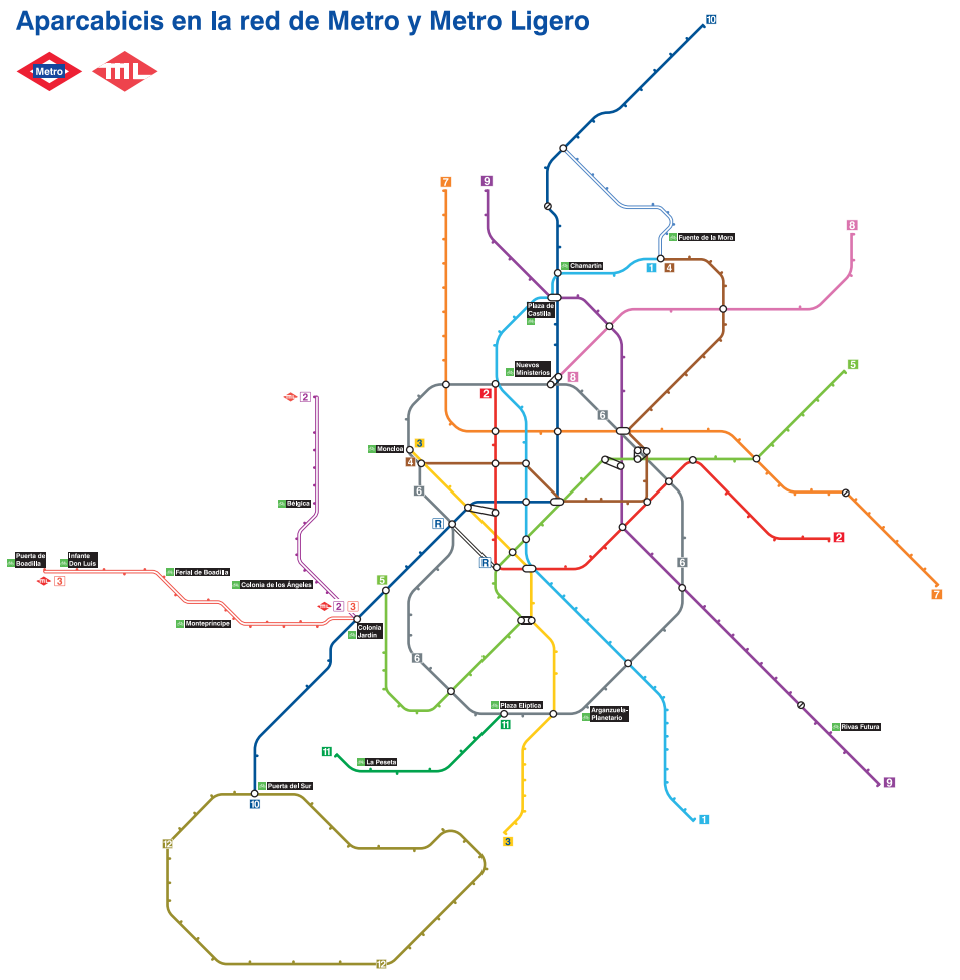 Aparcabicis en la red de Metro y Metro Ligero
Metro
ML
10
7
9
8
Fuente de la Mora
1
4
Chamartín
Plaza de
Castilla
Nuevos
Ministerios
8
5
2
ML
2
6
3
Moncloa
4
6
Bélgica
R
2
Puerta de
Boadilla
Infante
Don Luis
Ferial de Boadilla
ML
3
Colonia de los Ángeles
5
R
6
7
ML
2
3
Montepríncipe
Colonia
Jardín
6
Plaza Elíptica
Arganzuela-
Planetario
11
11
La Peseta
Rivas Futura
Puerta del Sur
9
10
1
3
12
12